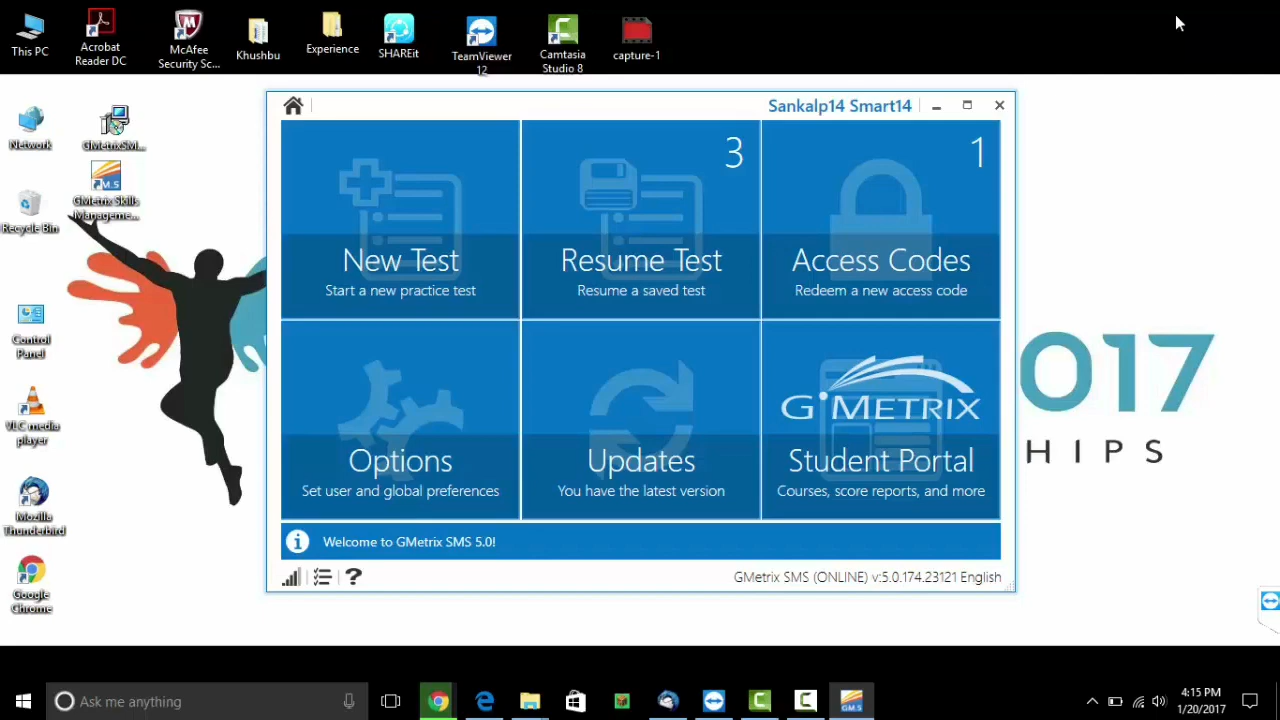 This PC
Acrobat
Reader DC
McAfee
Security Sc...
Khushbu
Experience
SHAREit
TeamViewer
12
Camtasia
Studio 8
capture-1
Network
GMetrixSM...
M.S
GMetrix Skills
Manageme...
Recycle Bin
Control
Panel
VLC media
player
Mozilla
Thunderbird
Google
Chrome
Sankalp14 Smart14
New Test
Start a new practice test
3
Resume Test
Resume a saved test
1
Access Codes
Redeem a new access code
Options
Set user and global preferences
Updates
You have the latest version
GMETRIX
Student Portal
Courses, score reports, and more
Welcome to GMetrix SMS 5.0!
GMetrix SMS (ONLINE) v:5.0.174.23121 English
017
HIPS
Ask me anything
G.M.S
4:15 PM
1/20/2017